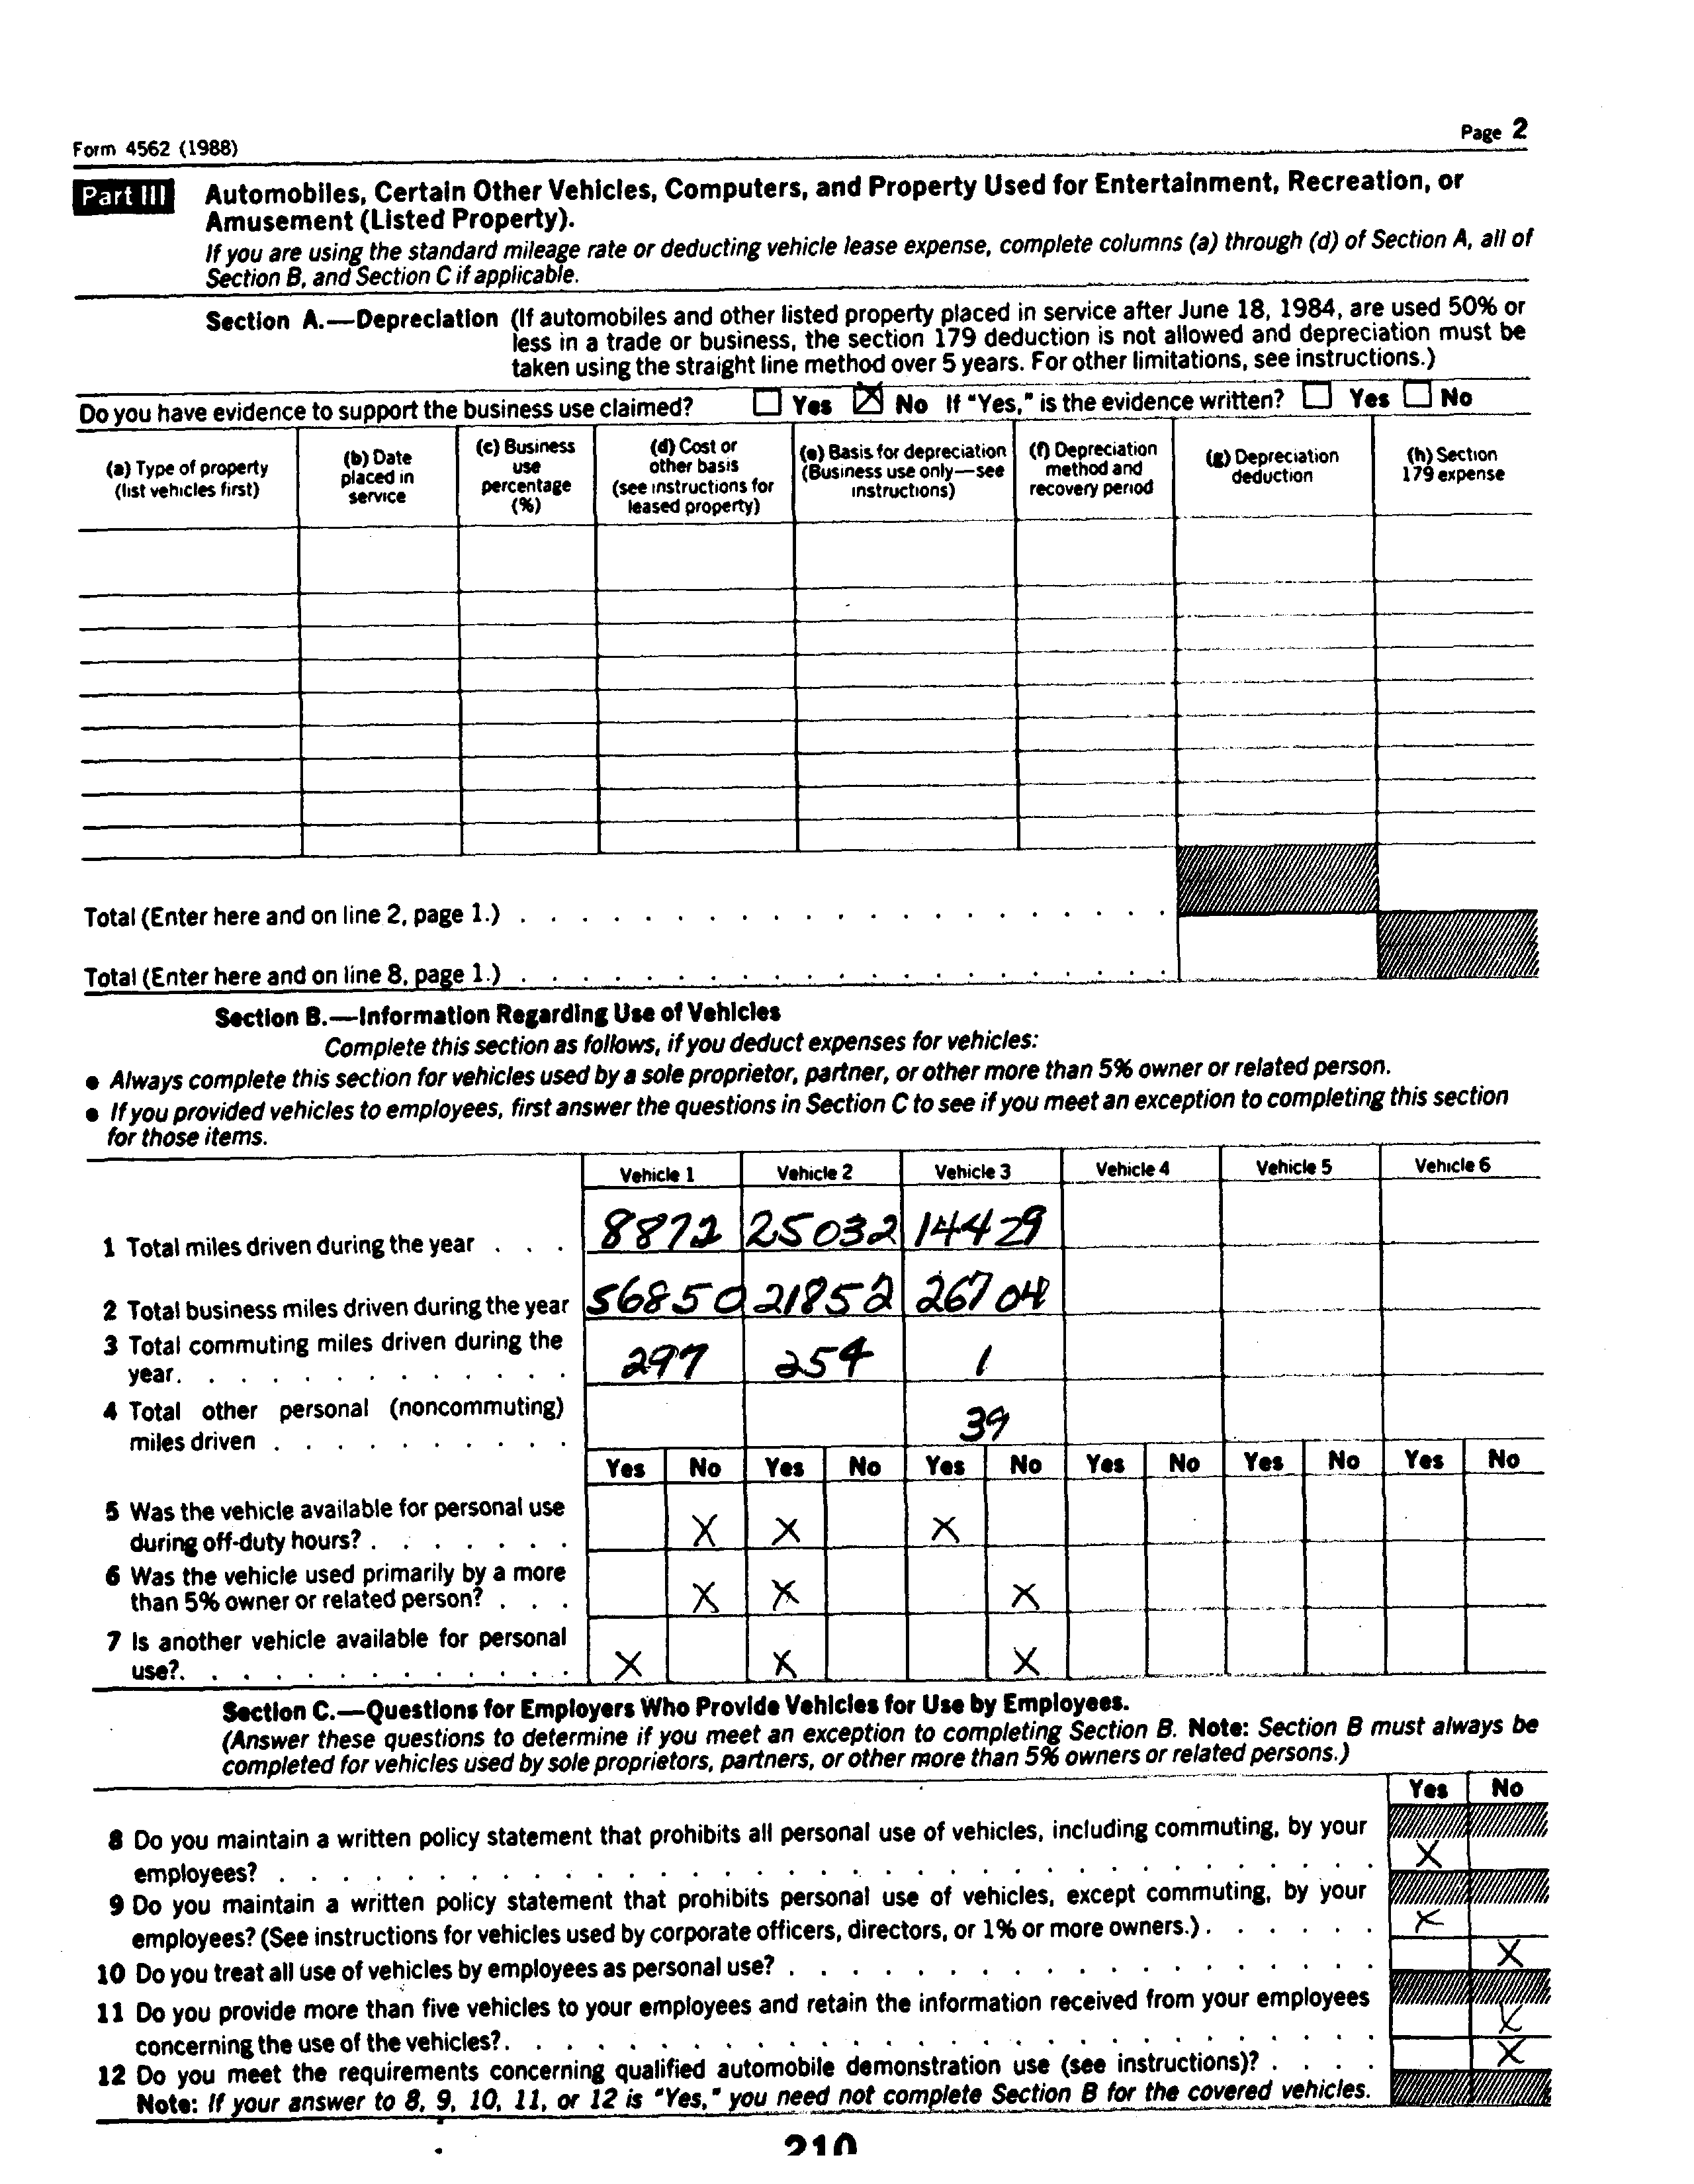 Form 4562 (1988)
Page 2
Part III Automobiles, Certain Other Vehicles, Computers, and Property Used for Entertainment, Recreation, or
Amusement (Listed Property).
If you are using the standard mileage rate or deducting vehicle lease expense, complete columns (a) through (d) of Section A, all of
Section B, and Section C if applicable.
Section A.—Depreciation (If automobiles and other listed property placed in service after June 18, 1984, are used 50% or
less in a trade or business, the section 179 deduction is not allowed and depreciation must be
taken using the straight line method over 5 years. For other limitations, see instructions.)
Do you have evidence to support the business use claimed? Yes No If "Yes," is the evidence written? Yes No
(a) Type of property
(list vehicles first)
(b) Date
placed in
service
(c) Business
use
percentage
(%)
(d) Cost or
other basis
(see instructions for
leased property)
(e) Basis for depreciation
(Business use only—see
instructions)
(f) Depreciation
method and
recovery period
(g) Depreciation
deduction
(h) Section
179 expense
Total (Enter here and on line 2, page 1.)
Total (Enter here and on line 8, page 1.)
Section B.—Information Regarding Use of Vehicles
Complete this section as follows, if you deduct expenses for vehicles:
● Always complete this section for vehicles used by a sole proprietor, partner, or other more than 5% owner or related person.
● If you provided vehicles to employees, first answer the questions in Section C to see if you meet an exception to completing this section
for those items.
Vehicle 1 Vehicle 2 Vehicle 3 Vehicle 4 Vehicle 5 Vehicle 6
1 Total miles driven during the year . . . 8872 25032 14429
2 Total business miles driven during the year 56850 21852 26704
3 Total commuting miles driven during the
year. . . . . . . . . . . . . 297 254 1
4 Total other personal (noncommuting)
miles driven . . . . . . . . . . 39
Yes No Yes No Yes No Yes No Yes No Yes No
5 Was the vehicle available for personal use
during off-duty hours? . . . . . . . X X X
6 Was the vehicle used primarily by a more
than 5% owner or related person? . . . X X X
7 Is another vehicle available for personal
use?. . . . . . . . . . . . . X X X
Section C.—Questions for Employers Who Provide Vehicles for Use by Employees.
(Answer these questions to determine if you meet an exception to completing Section B. Note: Section B must always be
completed for vehicles used by sole proprietors, partners, or other more than 5% owners or related persons.)
Yes No
8 Do you maintain a written policy statement that prohibits all personal use of vehicles, including commuting, by your
employees? X
9 Do you maintain a written policy statement that prohibits personal use of vehicles, except commuting, by your
employees? (See instructions for vehicles used by corporate officers, directors, or 1% or more owners.) . . . . . . X
10 Do you treat all use of vehicles by employees as personal use? X
11 Do you provide more than five vehicles to your employees and retain the information received from your employees
concerning the use of the vehicles?. X
12 Do you meet the requirements concerning qualified automobile demonstration use (see instructions)? . . . . X
Note: If your answer to 8, 9, 10, 11, or 12 is "Yes," you need not complete Section B for the covered vehicles.
210